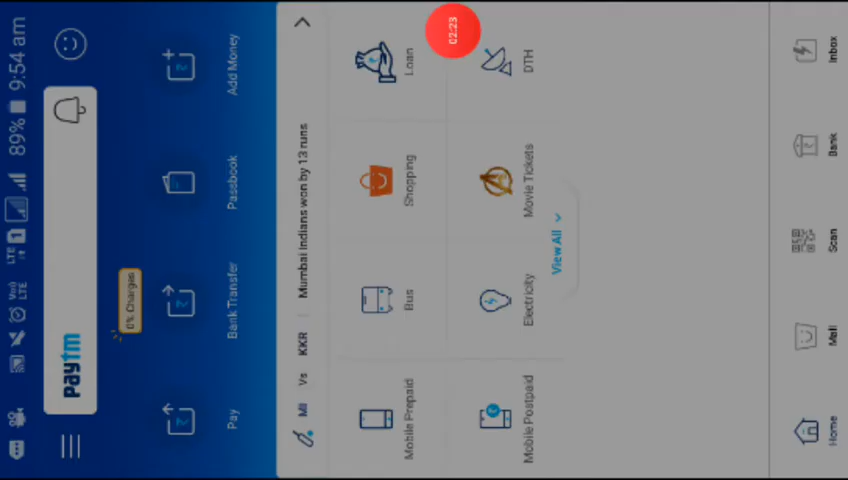 LTE 1 89% 9:54 am
paytm
0% Charges
Pay Bank Transfer Passbook Add Money
MI Vs KKR | Mumbai Indians won by 13 runs
Mobile Prepaid Bus Shopping Loan
02:23
Mobile Postpaid Electricity Movie Tickets DTH
View All
Home Mall Scan Bank Inbox